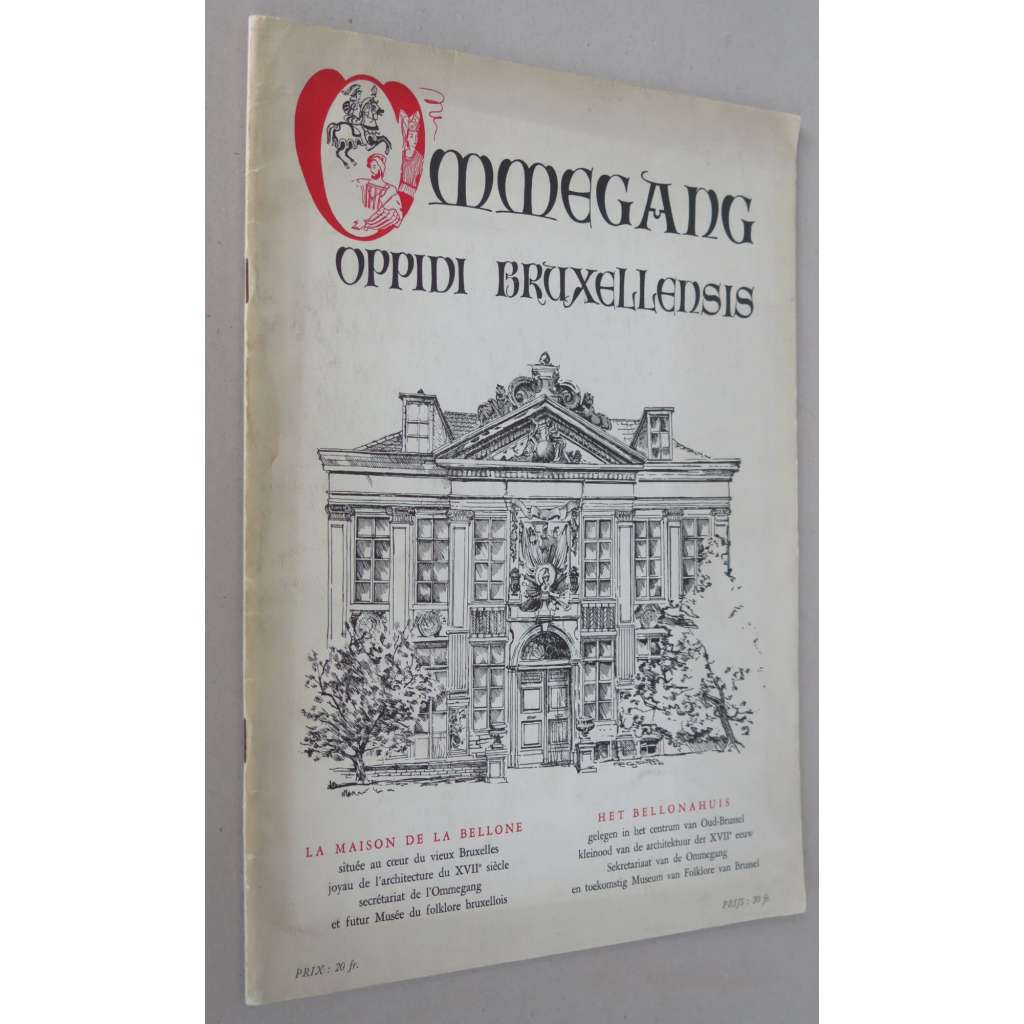 OMMEGANG
OPPIDI BRUXELLENSIS
LA MAISON DE LA BELLONE
située au cœur du vieux Bruxelles
joyau de l'architecture du XVIIᵉ siècle
secrétariat de l'Ommegang
et futur Musée du folklore bruxellois
PRIX : 20 fr.
HET BELLONAHUIS
gelegen in het centrum van Oud-Brussel
kleinood van de architektuur der XVIIᵉ eeuw
Sekretariaat van de Ommegang
en toekomstig Museum van Folklore van Brussel
PRIJS : 20 fr.